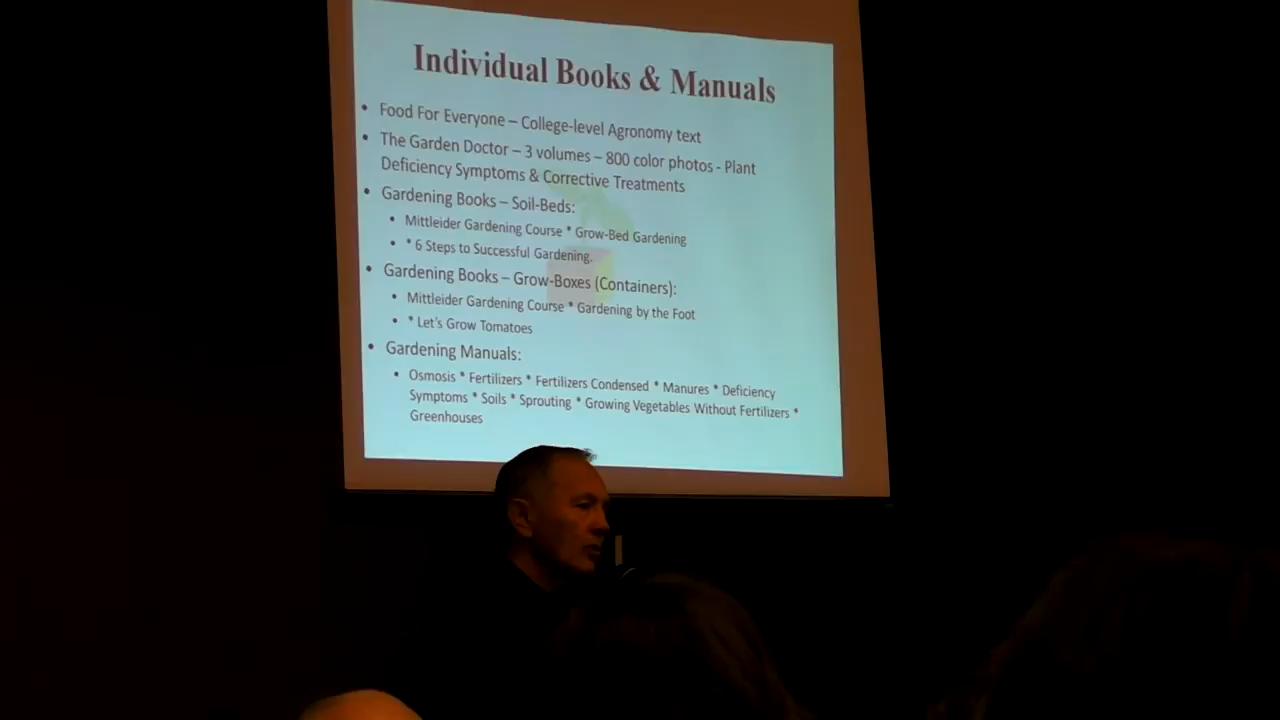 Individual Books & Manuals
• Food For Everyone – College-level Agronomy text
• The Garden Doctor – 3 volumes – 800 color photos - Plant
Deficiency Symptoms & Corrective Treatments
• Gardening Books – Soil-Beds:
• Mittleider Gardening Course * Grow-Bed Gardening
• * 6 Steps to Successful Gardening.
• Gardening Books – Grow-Boxes (Containers):
• Mittleider Gardening Course * Gardening by the Foot
• * Let's Grow Tomatoes
• Gardening Manuals:
• Osmosis * Fertilizers * Fertilizers Condensed * Manures * Deficiency
Symptoms * Soils * Sprouting * Growing Vegetables Without Fertilizers *
Greenhouses